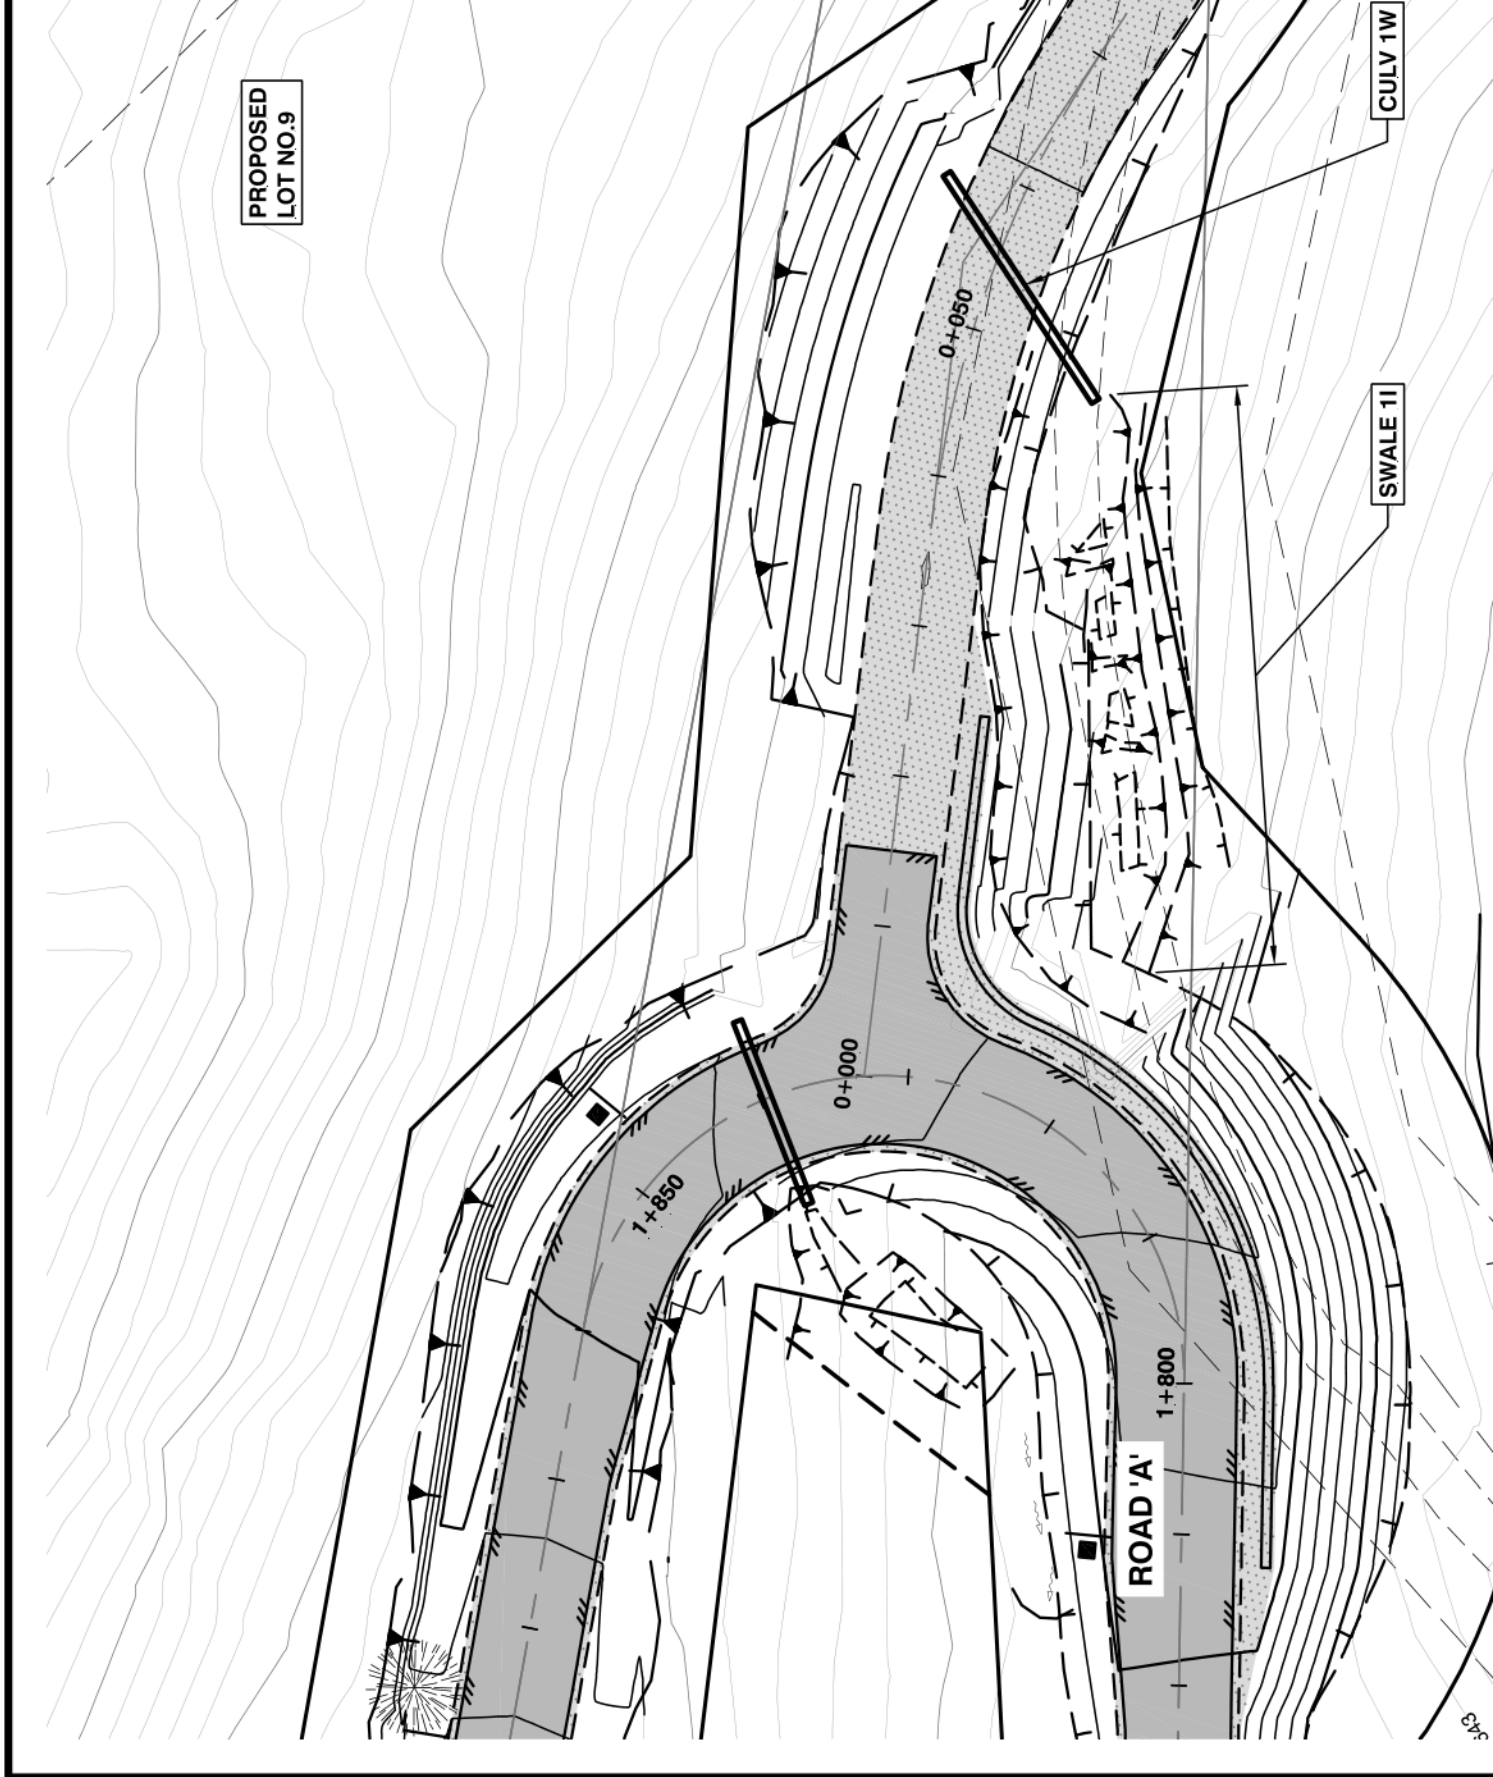 PROPOSED
LOT NO.9
CULV 1W
0+050
SWALE 1I
0+000
1+850
1+800
ROAD 'A'